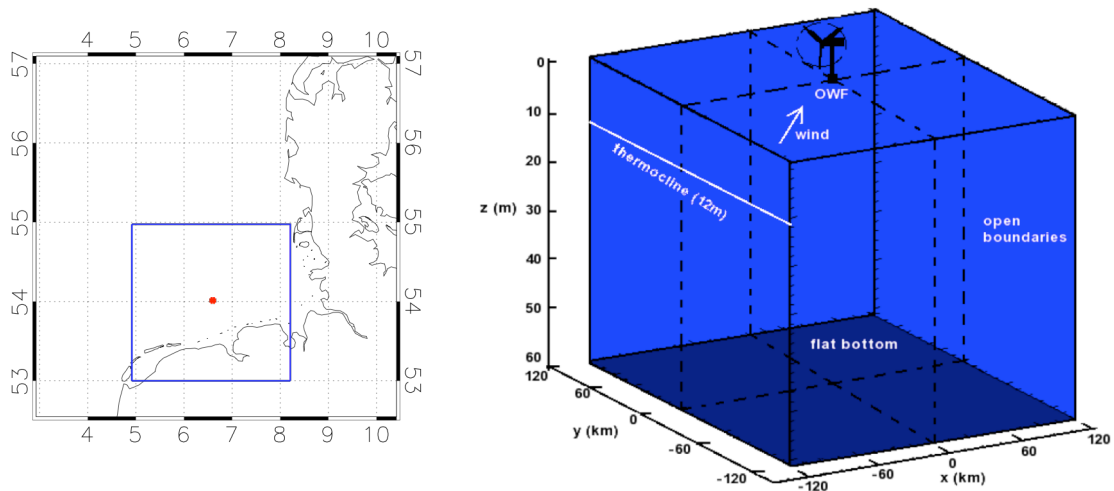 4 5 6 7 8 9 10
57 57
56 56
55 55
54 54
53 53
4 5 6 7 8 9 10
0
10
20
30
40
50
60
z (m)
OWF
wind
thermocline (12m)
open
boundaries
flat bottom
120
60
0
-60
-120
y (km)
-120
-60
0
60
120
x (km)